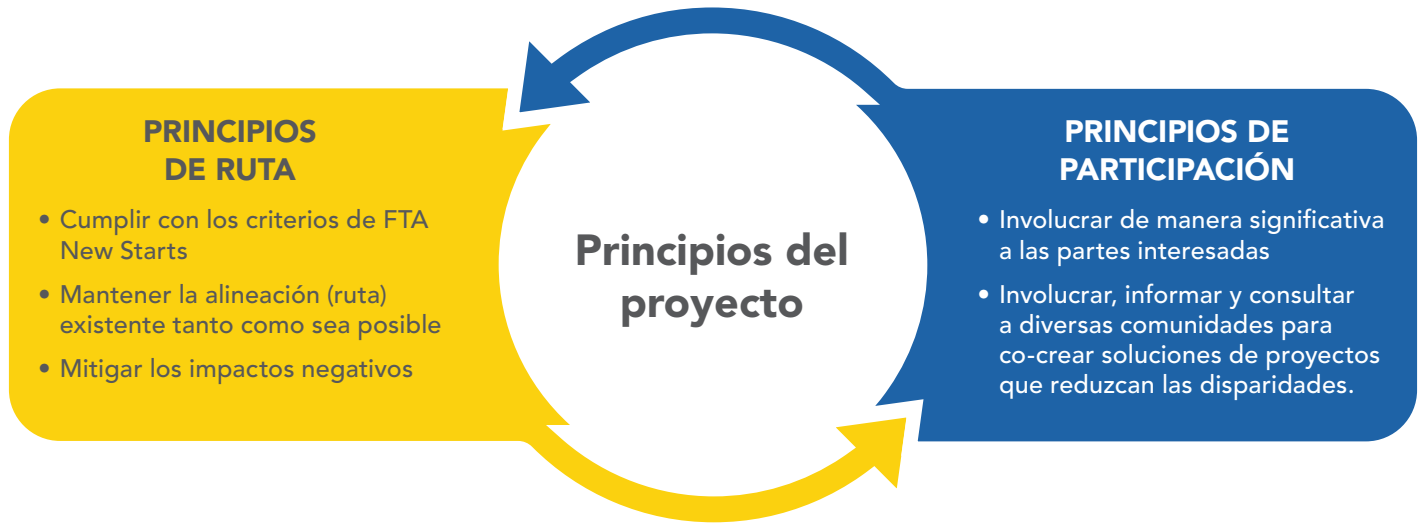 PRINCIPIOS
DE RUTA
• Cumplir con los criterios de FTA
New Starts
• Mantener la alineación (ruta)
existente tanto como sea posible
• Mitigar los impactos negativos
Principios del
proyecto
PRINCIPIOS DE
PARTICIPACIÓN
• Involucrar de manera significativa
a las partes interesadas
• Involucrar, informar y consultar
a diversas comunidades para
co-crear soluciones de proyectos
que reduzcan las disparidades.